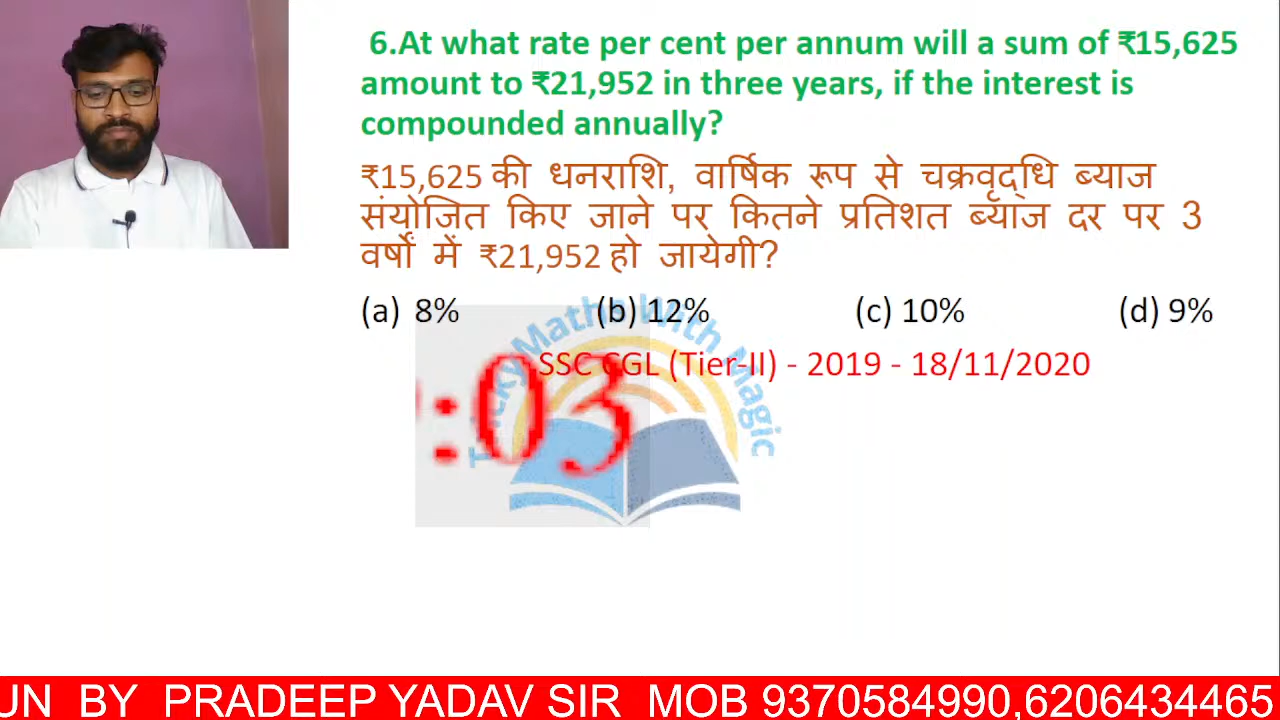 6.At what rate per cent per annum will a sum of ₹15,625
amount to ₹21,952 in three years, if the interest is
compounded annually?
₹15,625 की धनराशि, वार्षिक रूप से चक्रवृद्धि ब्याज
संयोजित किए जाने पर कितने प्रतिशत ब्याज दर पर 3
वर्षों में ₹21,952 हो जायेगी?
(a) 8% (b) 12% (c) 10% (d) 9%
SSC CGL (Tier-II) - 2019 - 18/11/2020
:03
TrickyMaths With Magic
UN BY PRADEEP YADAV SIR MOB 9370584990,6206434465